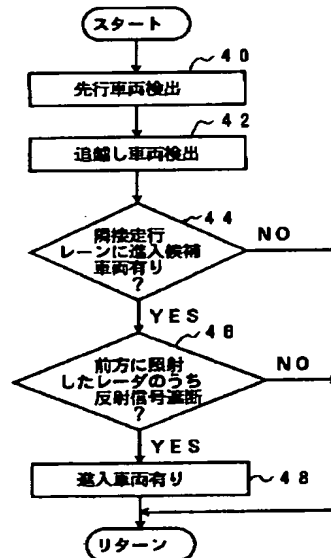 スタート
40
先行車両検出
42
追越し車両検出
44
隣接走行
レーンに進入候補
車両有り
?
NO
YES
46
前方に照射
したレーダのうち
反射信号遮断
?
NO
YES
進入車両有り
48
リターン